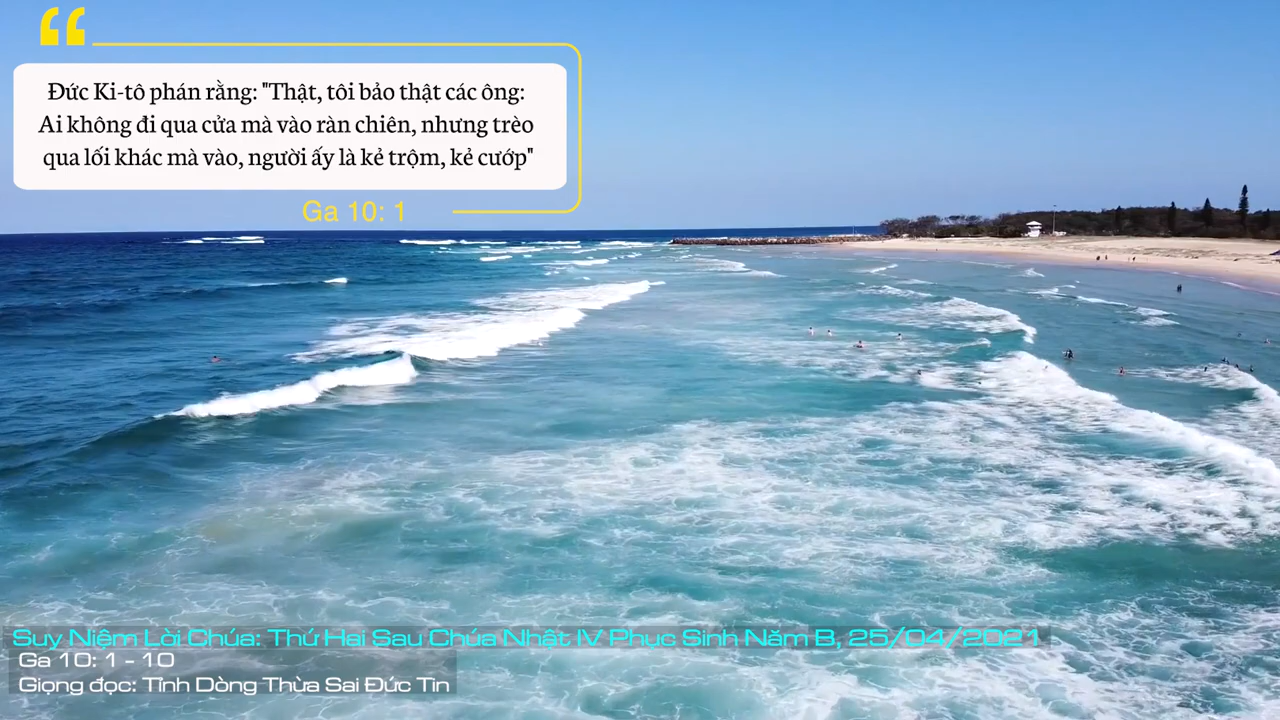 Đức Ki-tô phán rằng: "Thật, tôi bảo thật các ông:
Ai không đi qua cửa mà vào ràn chiên, nhưng trèo
qua lối khác mà vào, người ấy là kẻ trộm, kẻ cướp"
Ga 10: 1
Suy Niệm Lời Chúa: Thứ Hai Sau Chúa Nhật IV Phục Sinh Năm B, 25/04/2021
Ga 10: 1 - 10
Giọng đọc: Tỉnh Dòng Thừa Sai Đức Tin